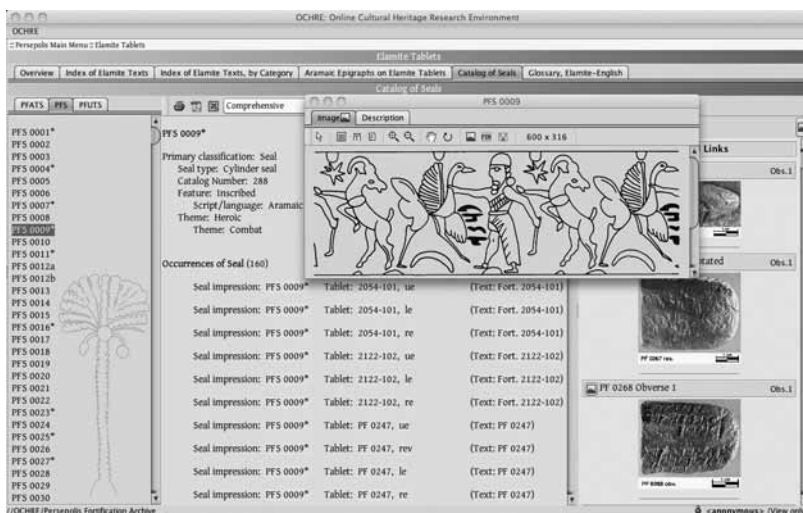 OCHRE: Online Cultural Heritage Research Environment
OCHRE
:: Persepolis Main Menu :: Elamite Tablets
Elamite Tablets
Overview Index of Elamite Texts Index of Elamite Texts, by Category Aramaic Epigraphs on Elamite Tablets Catalog of Seals Glossary, Elamite-English
Catalog of Seals
PFATS PFS PFUTS
Comprehensive
PFS 0001*
PFS 0002
PFS 0003
PFS 0004*
PFS 0005
PFS 0006
PFS 0007*
PFS 0008
PFS 0009*
PFS 0010
PFS 0011*
PFS 0012a
PFS 0012b
PFS 0013
PFS 0014
PFS 0015
PFS 0016*
PFS 0017
PFS 0018
PFS 0019
PFS 0020
PFS 0021
PFS 0022
PFS 0023*
PFS 0024
PFS 0025*
PFS 0026
PFS 0027*
PFS 0028
PFS 0029
PFS 0030
PFS 0009*
Primary classification: Seal
Seal type: Cylinder seal
Catalog Number: 288
Feature: Inscribed
Script/language: Aramaic
Theme: Heroic
Theme: Combat
Occurrences of Seal (160)
Seal impression: PFS 0009* Tablet: 2054-101, ue (Text: Fort. 2054-101)
Seal impression: PFS 0009* Tablet: 2054-101, le (Text: Fort. 2054-101)
Seal impression: PFS 0009* Tablet: 2054-101, re (Text: Fort. 2054-101)
Seal impression: PFS 0009* Tablet: 2122-102, ue (Text: Fort. 2122-102)
Seal impression: PFS 0009* Tablet: 2122-102, le (Text: Fort. 2122-102)
Seal impression: PFS 0009* Tablet: 2122-102, re (Text: Fort. 2122-102)
Seal impression: PFS 0009* Tablet: PF 0247, ue (Text: PF 0247)
Seal impression: PFS 0009* Tablet: PF 0247, rev (Text: PF 0247)
Seal impression: PFS 0009* Tablet: PF 0247, le (Text: PF 0247)
Seal impression: PFS 0009* Tablet: PF 0247, re (Text: PF 0247)
PFS 0009
Image Description
600 x 316
Links
Obs.1
Obs.1
PF 0067 rev.
PF 0268 Obverse 1 Obs.1
//OCHRE/Persepolis Fortification Archive
<anonymous> (View only